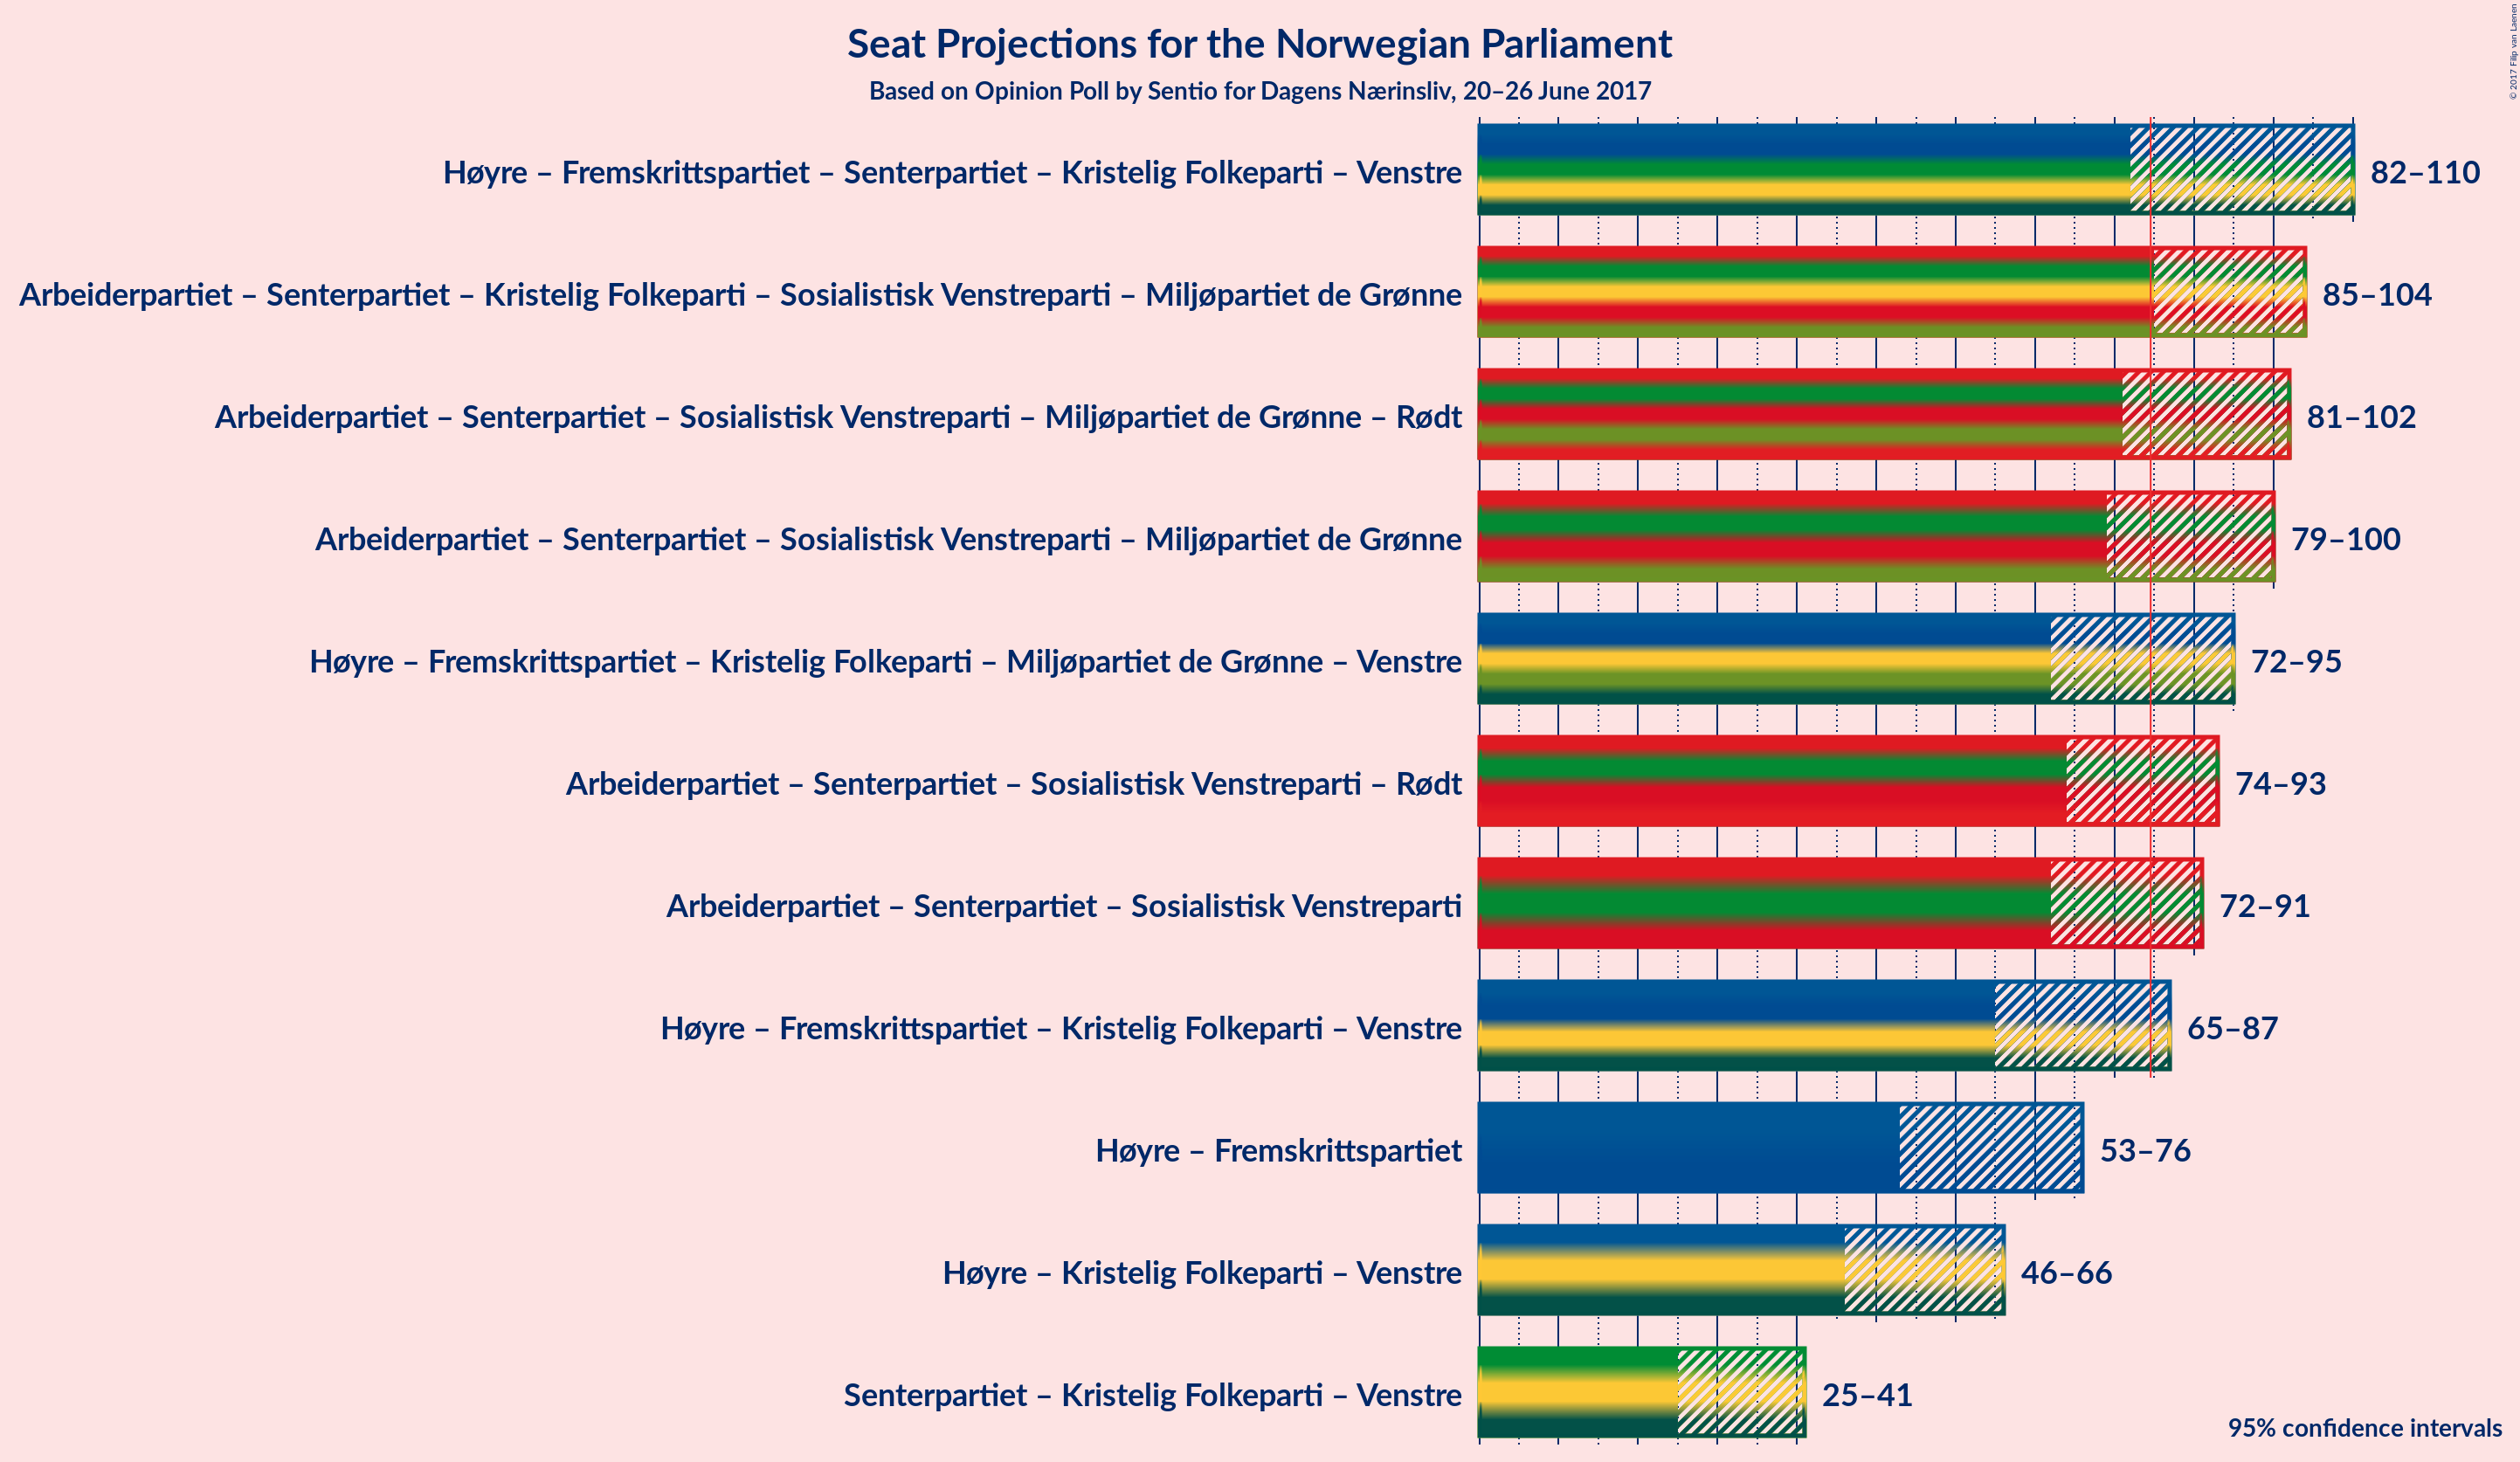 Seat Projections for the Norwegian Parliament
Based on Opinion Poll by Sentio for Dagens Nærinsliv, 20–26 June 2017
© 2017 Filip van Laenen
Høyre – Fremskrittspartiet – Senterpartiet – Kristelig Folkeparti – Venstre 82–110
Arbeiderpartiet – Senterpartiet – Kristelig Folkeparti – Sosialistisk Venstreparti – Miljøpartiet de Grønne 85–104
Arbeiderpartiet – Senterpartiet – Sosialistisk Venstreparti – Miljøpartiet de Grønne – Rødt 81–102
Arbeiderpartiet – Senterpartiet – Sosialistisk Venstreparti – Miljøpartiet de Grønne 79–100
Høyre – Fremskrittspartiet – Kristelig Folkeparti – Miljøpartiet de Grønne – Venstre 72–95
Arbeiderpartiet – Senterpartiet – Sosialistisk Venstreparti – Rødt 74–93
Arbeiderpartiet – Senterpartiet – Sosialistisk Venstreparti 72–91
Høyre – Fremskrittspartiet – Kristelig Folkeparti – Venstre 65–87
Høyre – Fremskrittspartiet 53–76
Høyre – Kristelig Folkeparti – Venstre 46–66
Senterpartiet – Kristelig Folkeparti – Venstre 25–41
95% confidence intervals